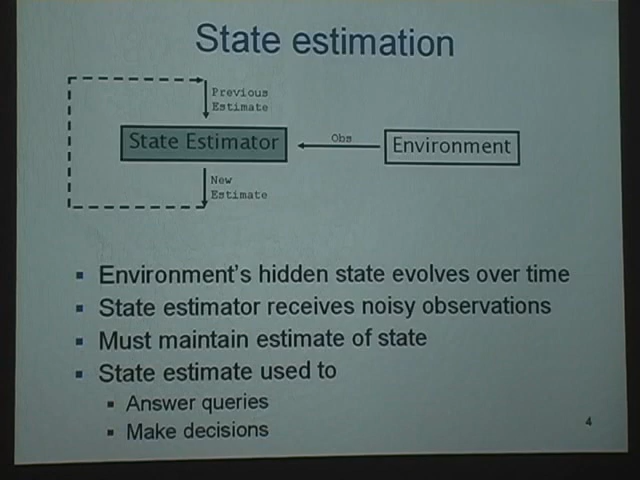 State estimation
Previous
Estimate
State Estimator
Obs
Environment
New
Estimate
Environment's hidden state evolves over time
State estimator receives noisy observations
Must maintain estimate of state
State estimate used to
Answer queries
Make decisions
4